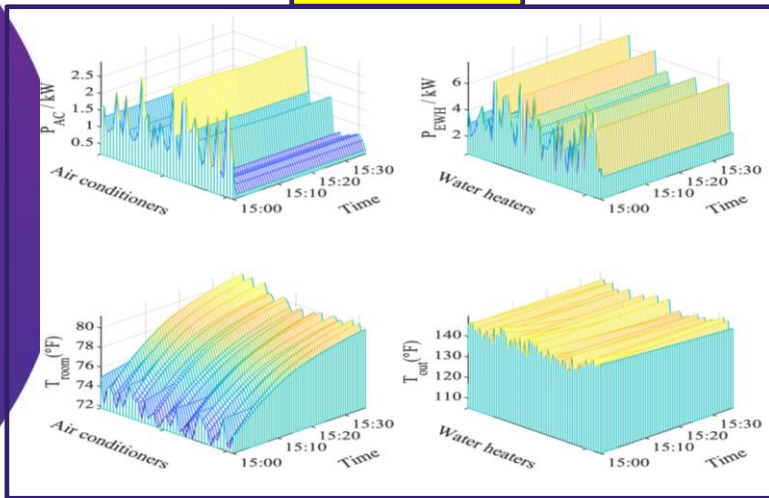 2.5
2
1.5
1
0.5
P_AC / kW
Air conditioners
15:00
15:10
15:20
15:30
Time
6
4
2
P_EWH / kW
Water heaters
15:00
15:10
15:20
15:30
Time
80
78
76
74
72
T_room(°F)
Air conditioners
15:00
15:10
15:20
15:30
Time
140
130
120
110
T_out(°F)
Water heaters
15:00
15:10
15:20
15:30
Time